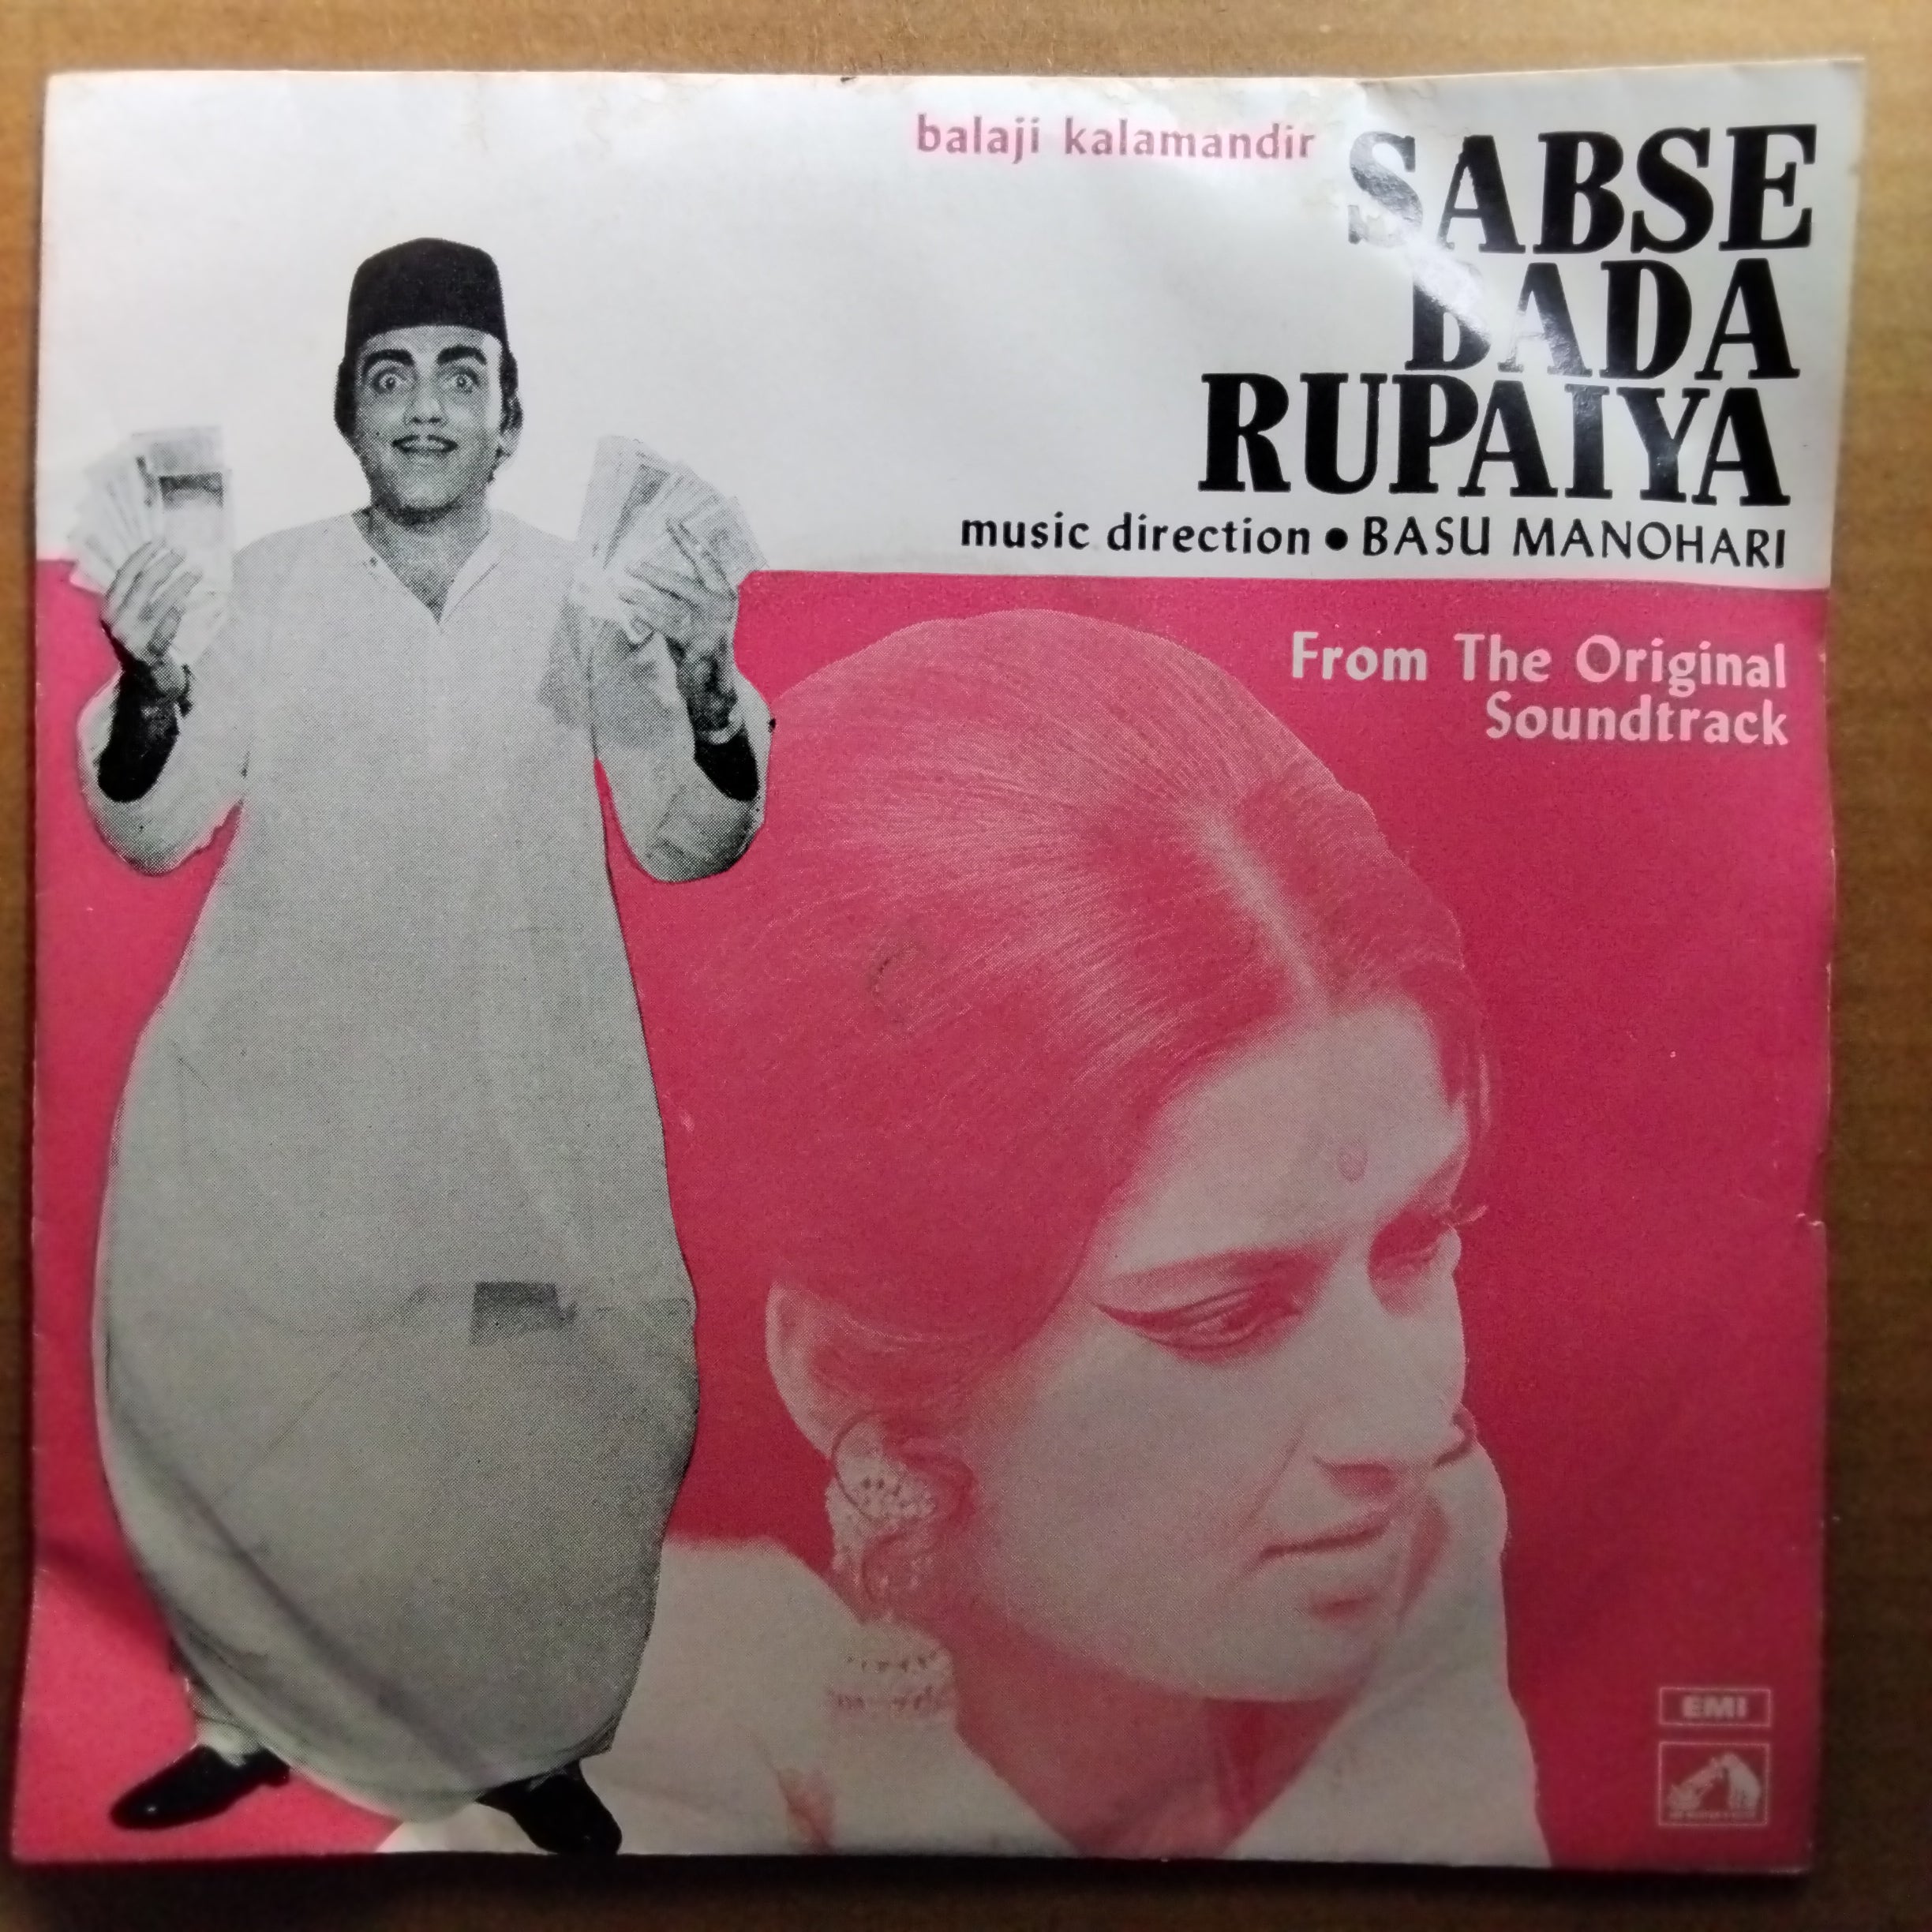 balaji kalamandir
SABSE
BADA
RUPAIYA
music direction • BASU MANOHARI
From The Original
Soundtrack
EMI